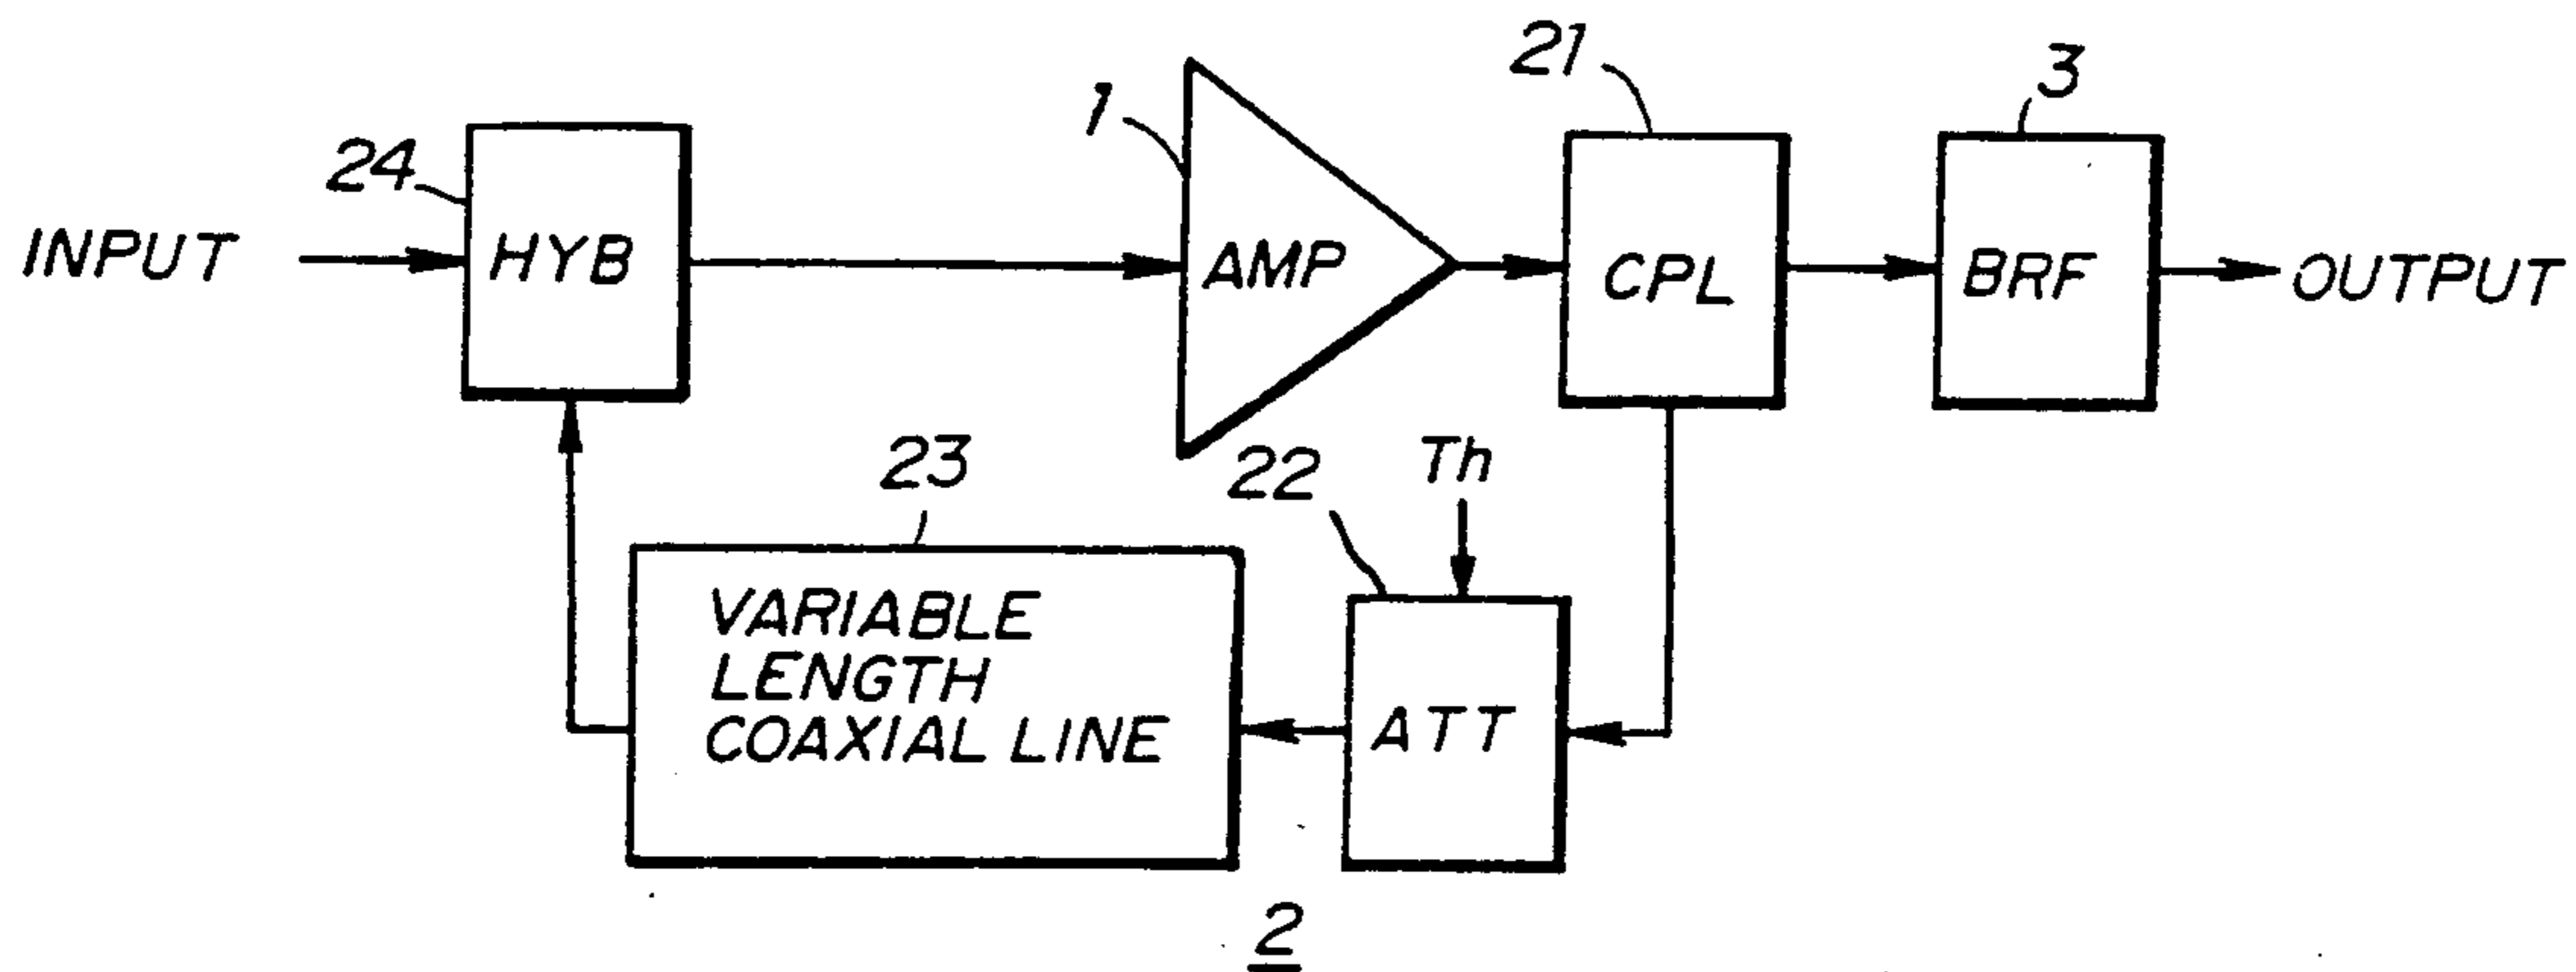 21
3
1
24
INPUT
HYB
AMP
CPL
BRF
OUTPUT
23
22
Th
VARIABLE
LENGTH
COAXIAL LINE
ATT
2